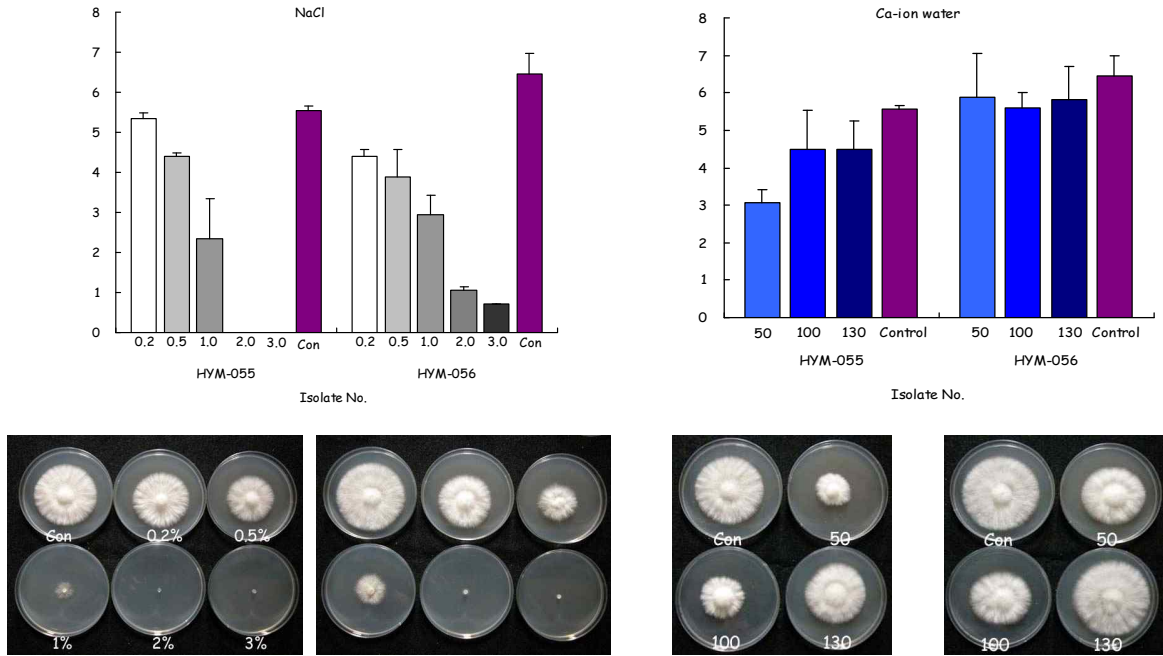 NaCl
8
7
6
5
4
3
2
1
0
0.2 0.5 1.0 2.0 3.0 Con 0.2 0.5 1.0 2.0 3.0 Con
HYM-055 HYM-056
Isolate No.
Ca-ion water
8
7
6
5
4
3
2
1
0
50 100 130 Control 50 100 130 Control
HYM-055 HYM-056
Isolate No.
Con 0.2% 0.5%
1% 2% 3%
Con 50
100 130
Con 50
100 130